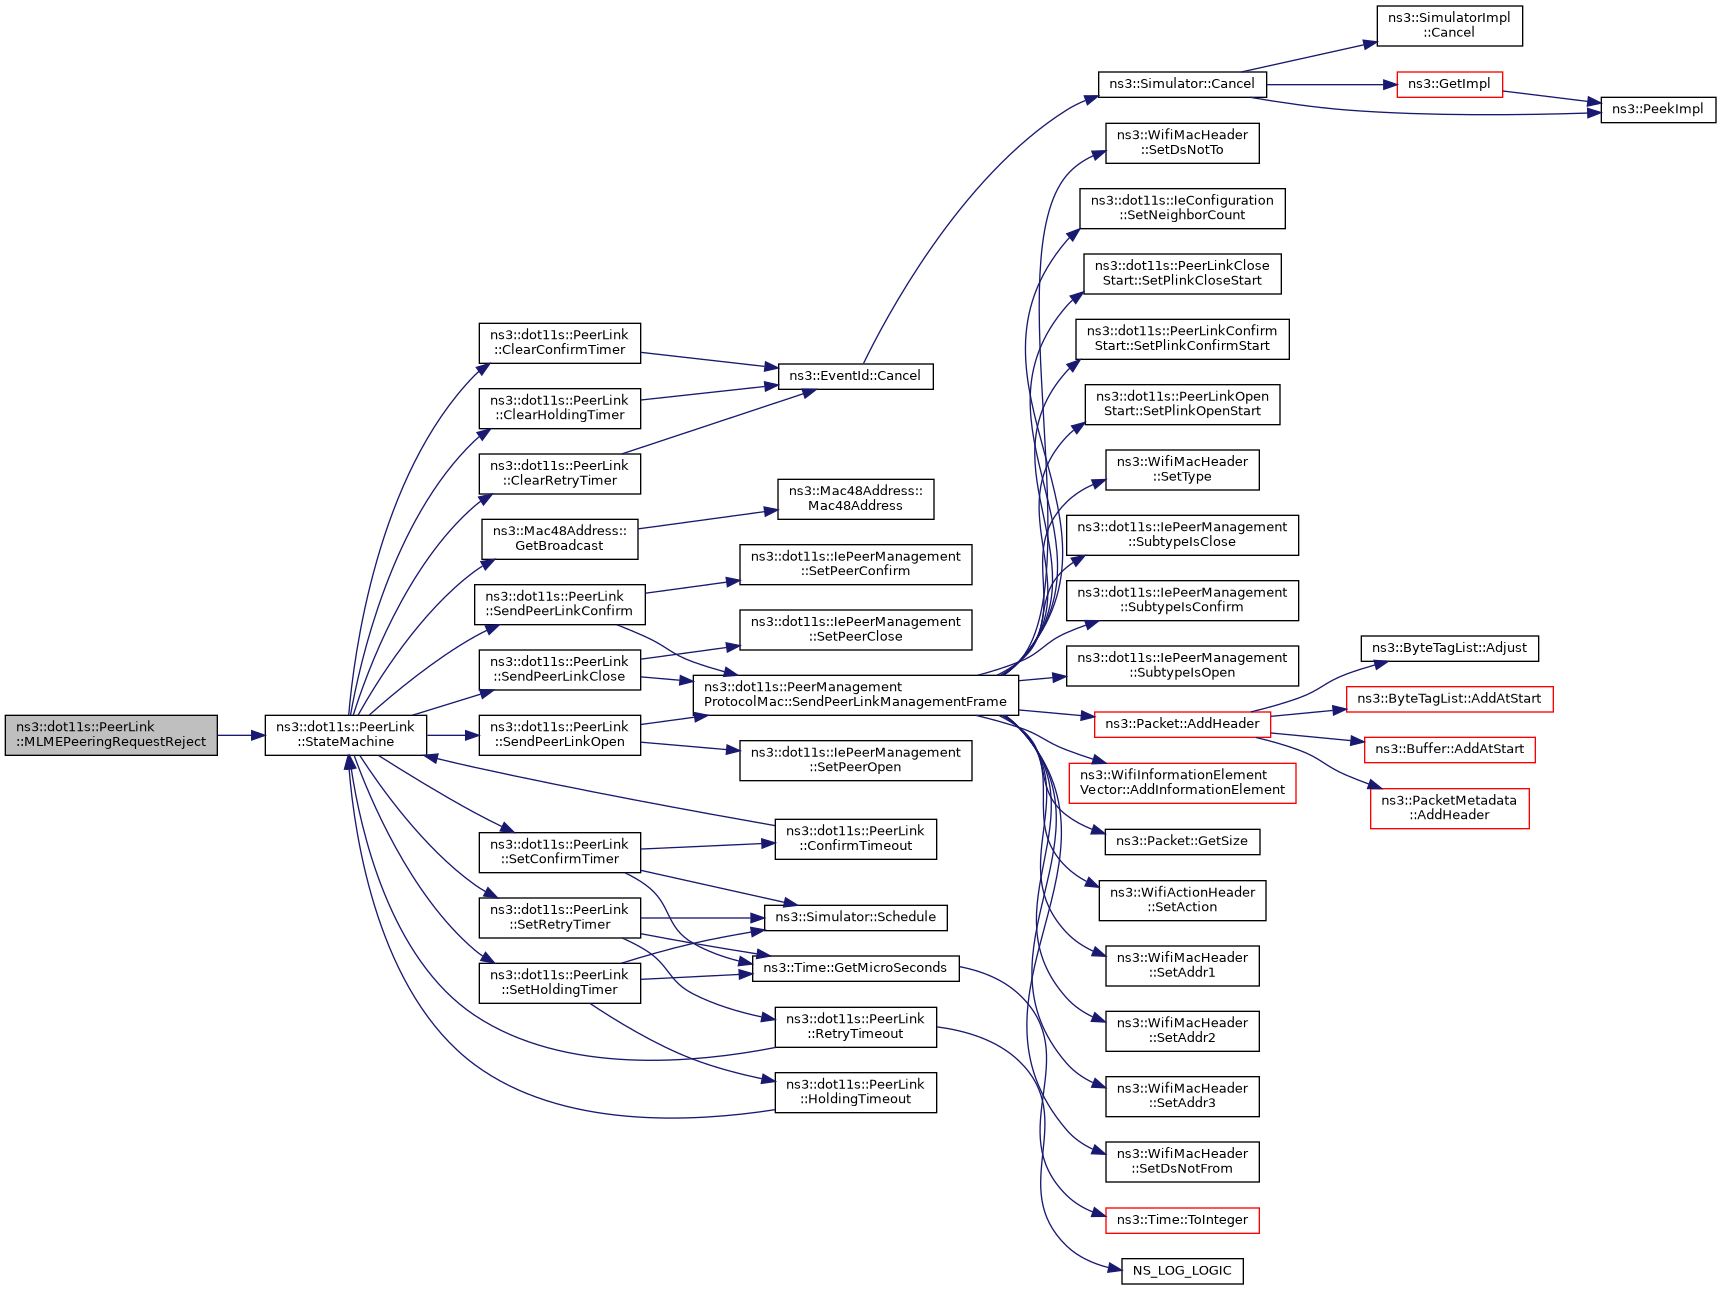 ns3::dot11s::PeerLink
::MLMEPeeringRequestReject
ns3::dot11s::PeerLink
::StateMachine
ns3::dot11s::PeerLink
::ClearConfirmTimer
ns3::dot11s::PeerLink
::ClearHoldingTimer
ns3::dot11s::PeerLink
::ClearRetryTimer
ns3::Mac48Address::
GetBroadcast
ns3::dot11s::PeerLink
::SendPeerLinkConfirm
ns3::dot11s::PeerLink
::SendPeerLinkClose
ns3::dot11s::PeerLink
::SendPeerLinkOpen
ns3::dot11s::PeerLink
::SetConfirmTimer
ns3::dot11s::PeerLink
::SetRetryTimer
ns3::dot11s::PeerLink
::SetHoldingTimer
ns3::EventId::Cancel
ns3::Mac48Address::
Mac48Address
ns3::dot11s::IePeerManagement
::SetPeerConfirm
ns3::dot11s::IePeerManagement
::SetPeerClose
ns3::dot11s::PeerManagement
ProtocolMac::SendPeerLinkManagementFrame
ns3::dot11s::IePeerManagement
::SetPeerOpen
ns3::dot11s::PeerLink
::ConfirmTimeout
ns3::Simulator::Schedule
ns3::Time::GetMicroSeconds
ns3::dot11s::PeerLink
::RetryTimeout
ns3::dot11s::PeerLink
::HoldingTimeout
ns3::Simulator::Cancel
ns3::WifiMacHeader
::SetDsNotTo
ns3::dot11s::IeConfiguration
::SetNeighborCount
ns3::dot11s::PeerLinkClose
Start::SetPlinkCloseStart
ns3::dot11s::PeerLinkConfirm
Start::SetPlinkConfirmStart
ns3::dot11s::PeerLinkOpen
Start::SetPlinkOpenStart
ns3::WifiMacHeader
::SetType
ns3::dot11s::IePeerManagement
::SubtypeIsClose
ns3::dot11s::IePeerManagement
::SubtypeIsConfirm
ns3::dot11s::IePeerManagement
::SubtypeIsOpen
ns3::Packet::AddHeader
ns3::WifiInformationElement
Vector::AddInformationElement
ns3::Packet::GetSize
ns3::WifiActionHeader
::SetAction
ns3::WifiMacHeader
::SetAddr1
ns3::WifiMacHeader
::SetAddr2
ns3::WifiMacHeader
::SetAddr3
ns3::WifiMacHeader
::SetDsNotFrom
ns3::Time::ToInteger
NS_LOG_LOGIC
ns3::SimulatorImpl
::Cancel
ns3::GetImpl
ns3::PeekImpl
ns3::ByteTagList::Adjust
ns3::ByteTagList::AddAtStart
ns3::Buffer::AddAtStart
ns3::PacketMetadata
::AddHeader